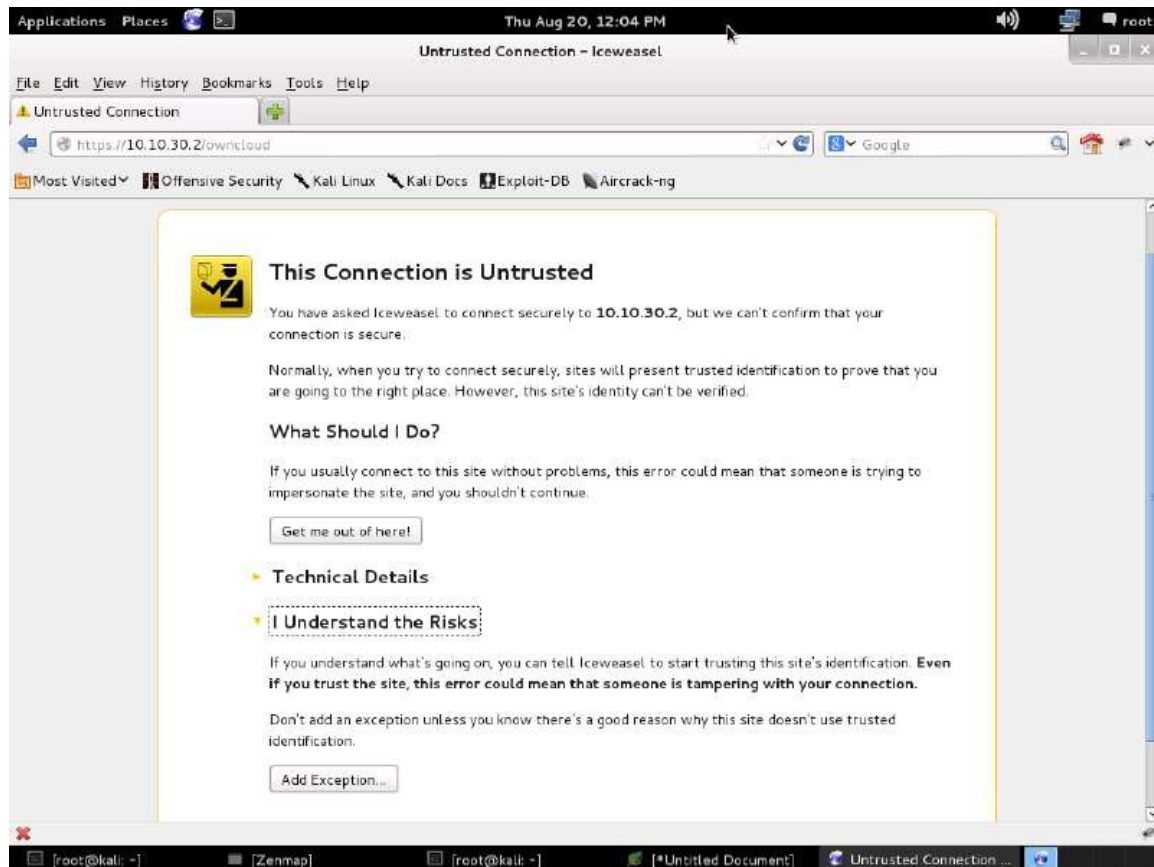 Applications Places Thu Aug 20, 12:04 PM root
Untrusted Connection - Iceweasel
File Edit View History Bookmarks Tools Help
Untrusted Connection
https://10.10.30.2/owncloud Google
Most Visited Offensive Security Kali Linux Kali Docs Exploit-DB Aircrack-ng
This Connection is Untrusted
You have asked Iceweasel to connect securely to 10.10.30.2, but we can't confirm that your
connection is secure.
Normally, when you try to connect securely, sites will present trusted identification to prove that you
are going to the right place. However, this site's identity can't be verified.
What Should I Do?
If you usually connect to this site without problems, this error could mean that someone is trying to
impersonate the site, and you shouldn't continue.
Get me out of here!
Technical Details
I Understand the Risks
If you understand what's going on, you can tell Iceweasel to start trusting this site's identification. Even
if you trust the site, this error could mean that someone is tampering with your connection.
Don't add an exception unless you know there's a good reason why this site doesn't use trusted
identification.
Add Exception...
[root@kali: ~] [Zenmap] [root@kali: ~] [*Untitled Document] Untrusted Connection ...